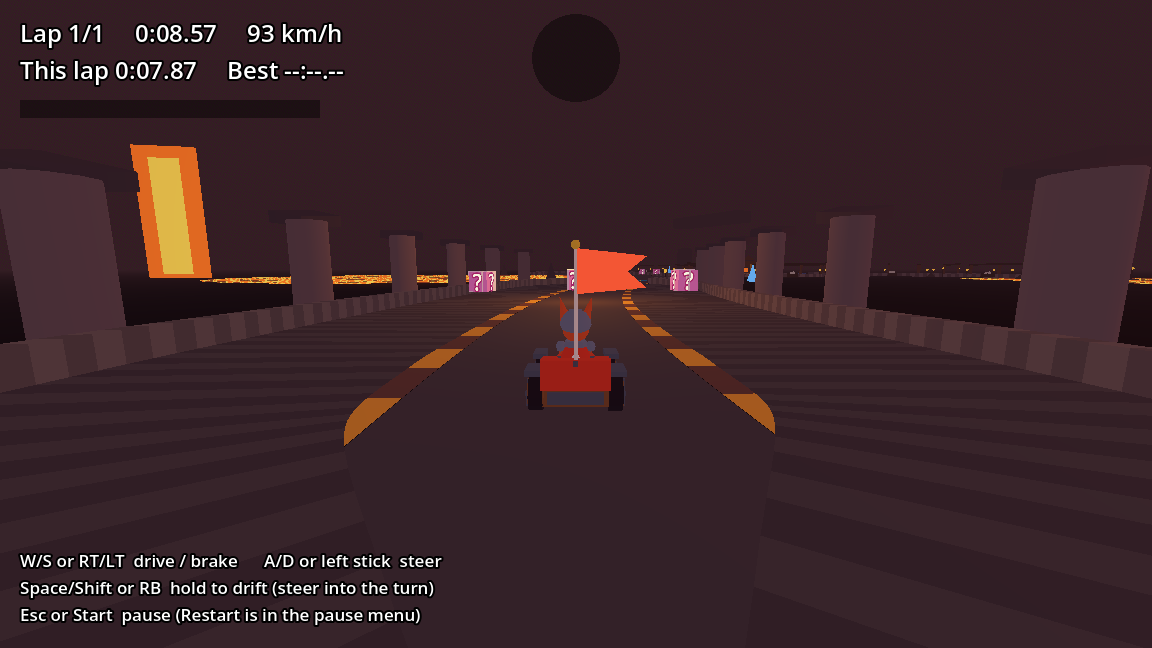 Lap 1/1 0:08.57 93 km/h
This lap 0:07.87 Best --:--.--
? ? ?
W/S or RT/LT drive / brake A/D or left stick steer
Space/Shift or RB hold to drift (steer into the turn)
Esc or Start pause (Restart is in the pause menu)